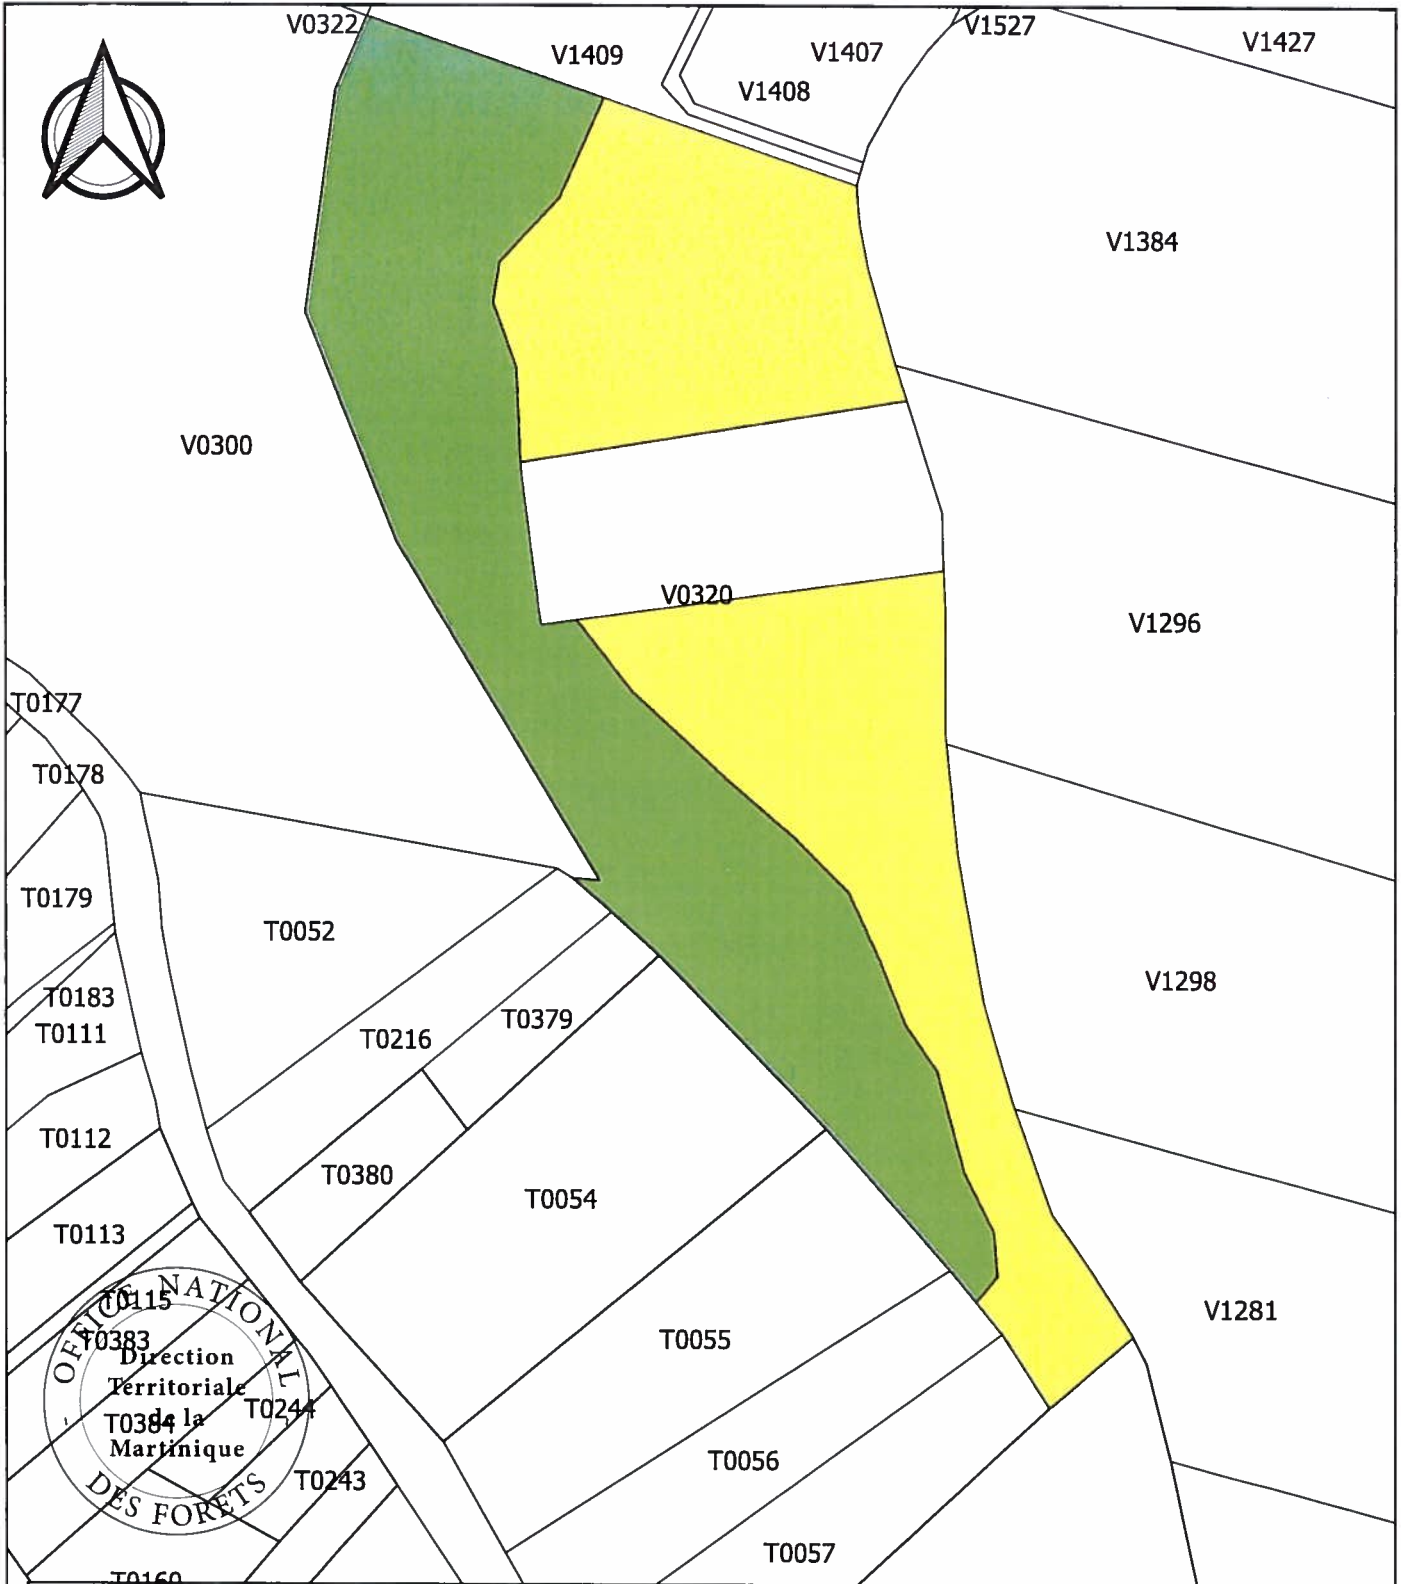 V0322
V1409
V1407
V1408
V1527
V1427
V1384
V0300
V0320
V1296
T0177
T0178
T0179
T0052
T0183
T0111
T0216
T0379
V1298
T0112
T0380
T0054
T0113
T0115
T0383
T0384
T0244
T0243
T0055
V1281
T0056
T0057
T0160
- OFFICE NATIONAL -
Direction
Territoriale
de la
Martinique
DES FORETS